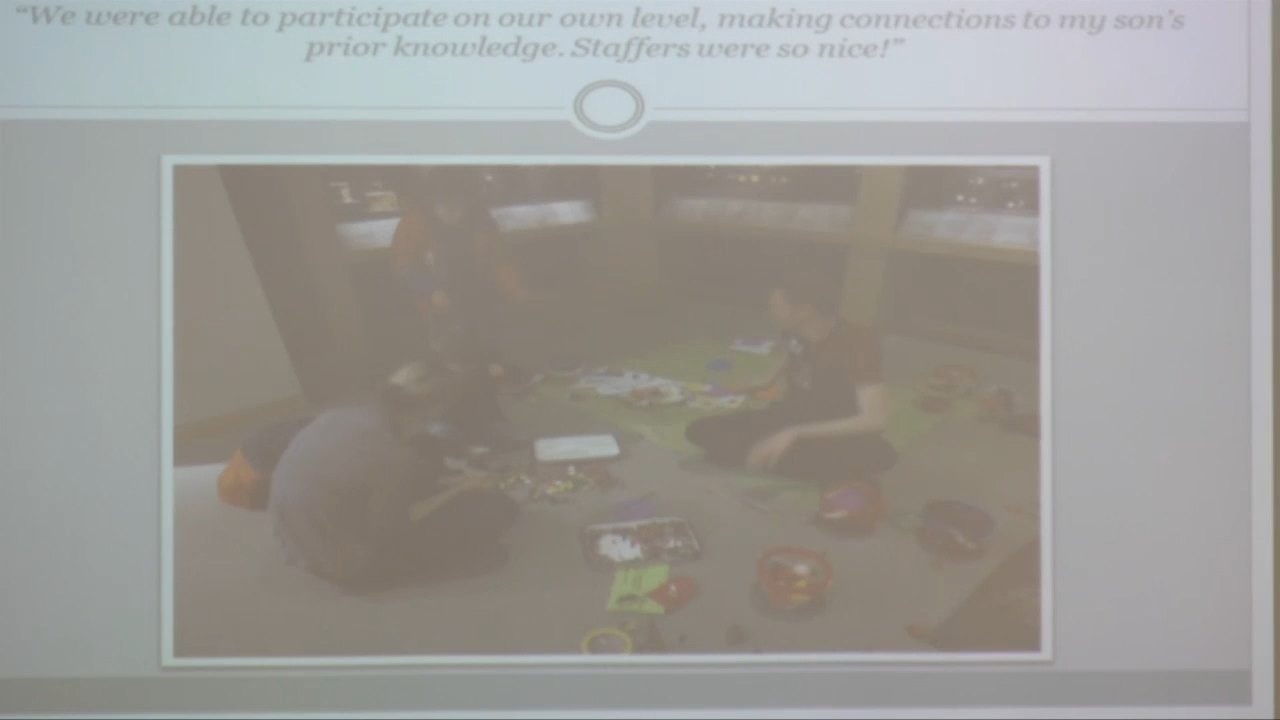 “We were able to participate on our own level, making connections to my son’s
prior knowledge. Staffers were so nice!”